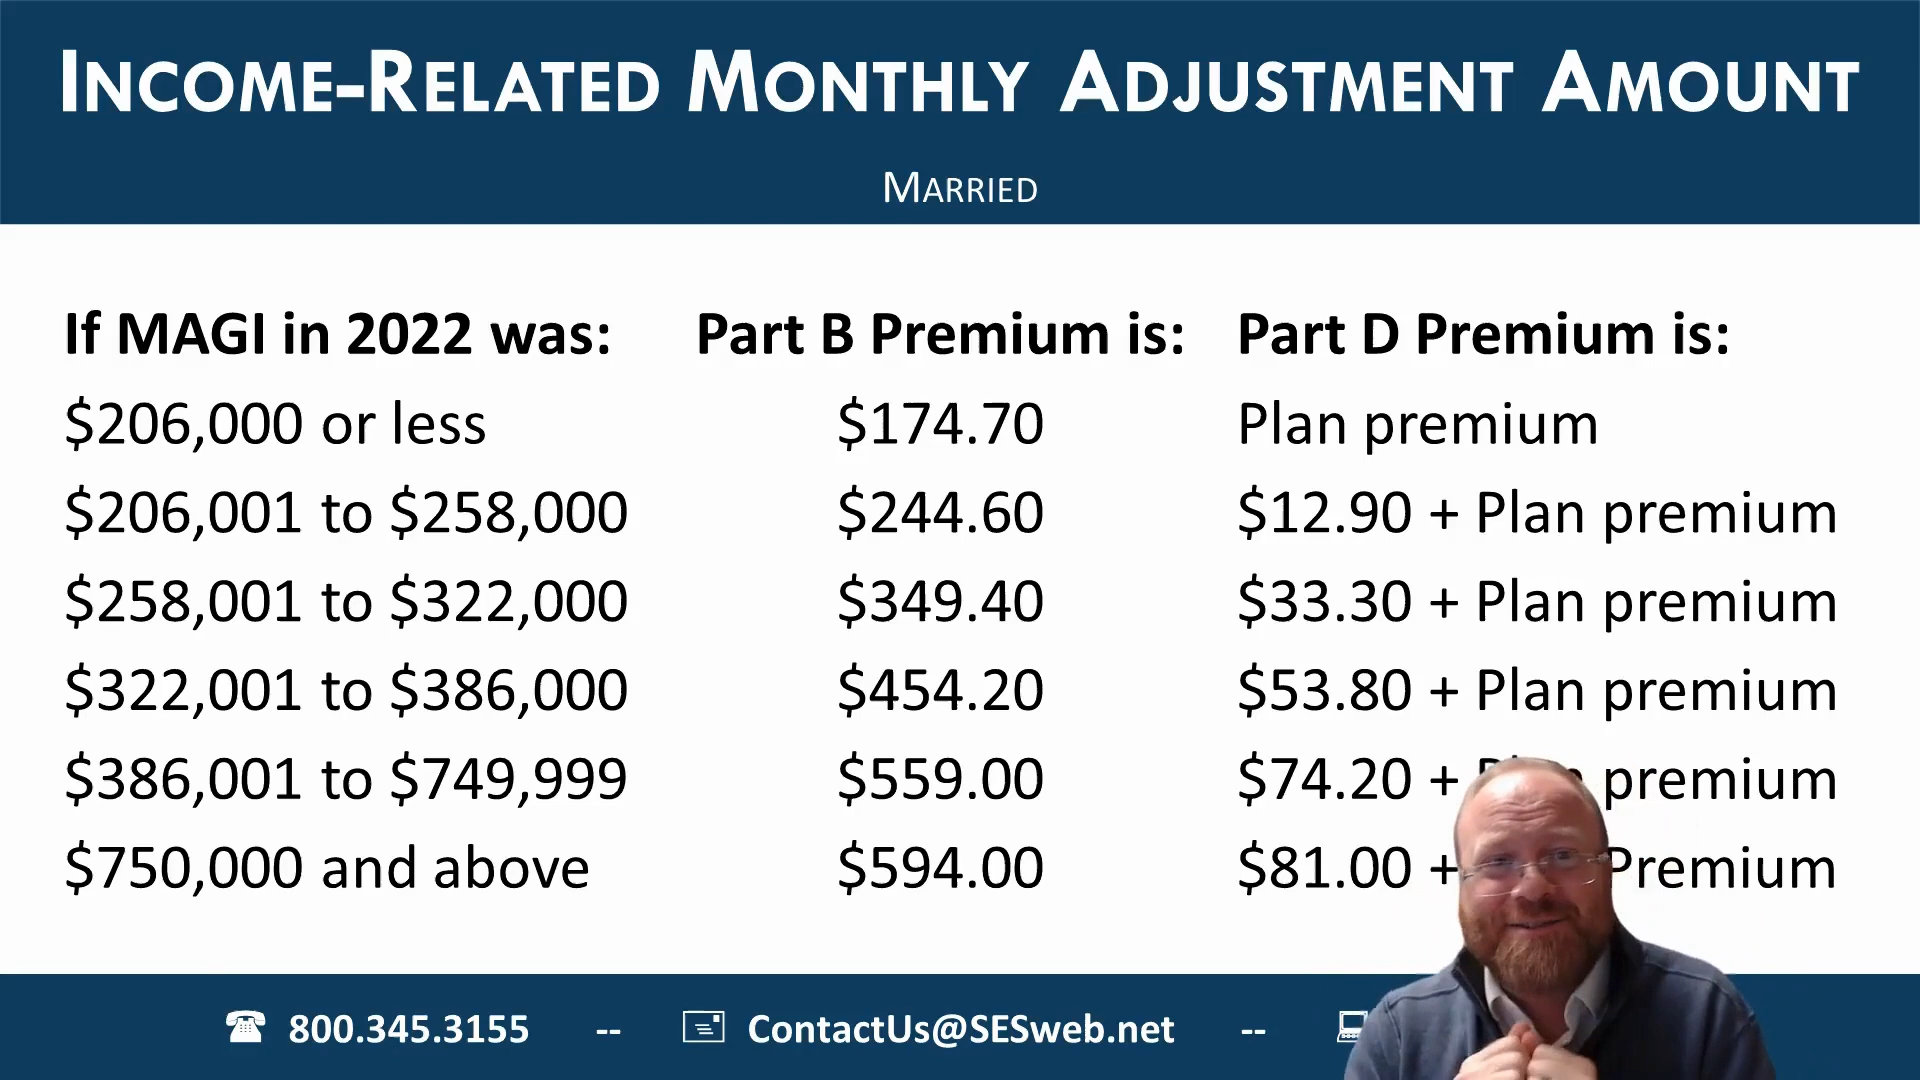 INCOME-RELATED MONTHLY ADJUSTMENT AMOUNT
MARRIED
If MAGI in 2022 was: Part B Premium is: Part D Premium is:
$206,000 or less $174.70 Plan premium
$206,001 to $258,000 $244.60 $12.90 + Plan premium
$258,001 to $322,000 $349.40 $33.30 + Plan premium
$322,001 to $386,000 $454.20 $53.80 + Plan premium
$386,001 to $749,999 $559.00 $74.20 + premium
$750,000 and above $594.00 $81.00 + Premium
800.345.3155 -- ContactUs@SESweb.net --